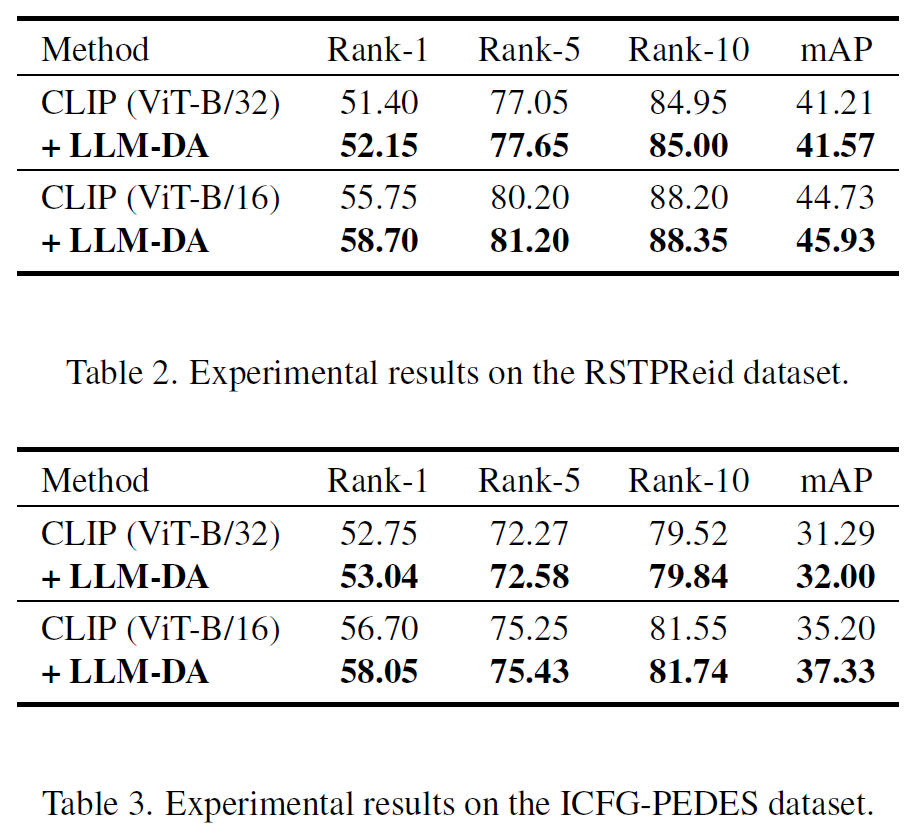 Method Rank-1 Rank-5 Rank-10 mAP
CLIP (ViT-B/32) 51.40 77.05 84.95 41.21
+ LLM-DA 52.15 77.65 85.00 41.57
CLIP (ViT-B/16) 55.75 80.20 88.20 44.73
+ LLM-DA 58.70 81.20 88.35 45.93
Table 2. Experimental results on the RSTPReid dataset.
Method Rank-1 Rank-5 Rank-10 mAP
CLIP (ViT-B/32) 52.75 72.27 79.52 31.29
+ LLM-DA 53.04 72.58 79.84 32.00
CLIP (ViT-B/16) 56.70 75.25 81.55 35.20
+ LLM-DA 58.05 75.43 81.74 37.33
Table 3. Experimental results on the ICFG-PEDES dataset.